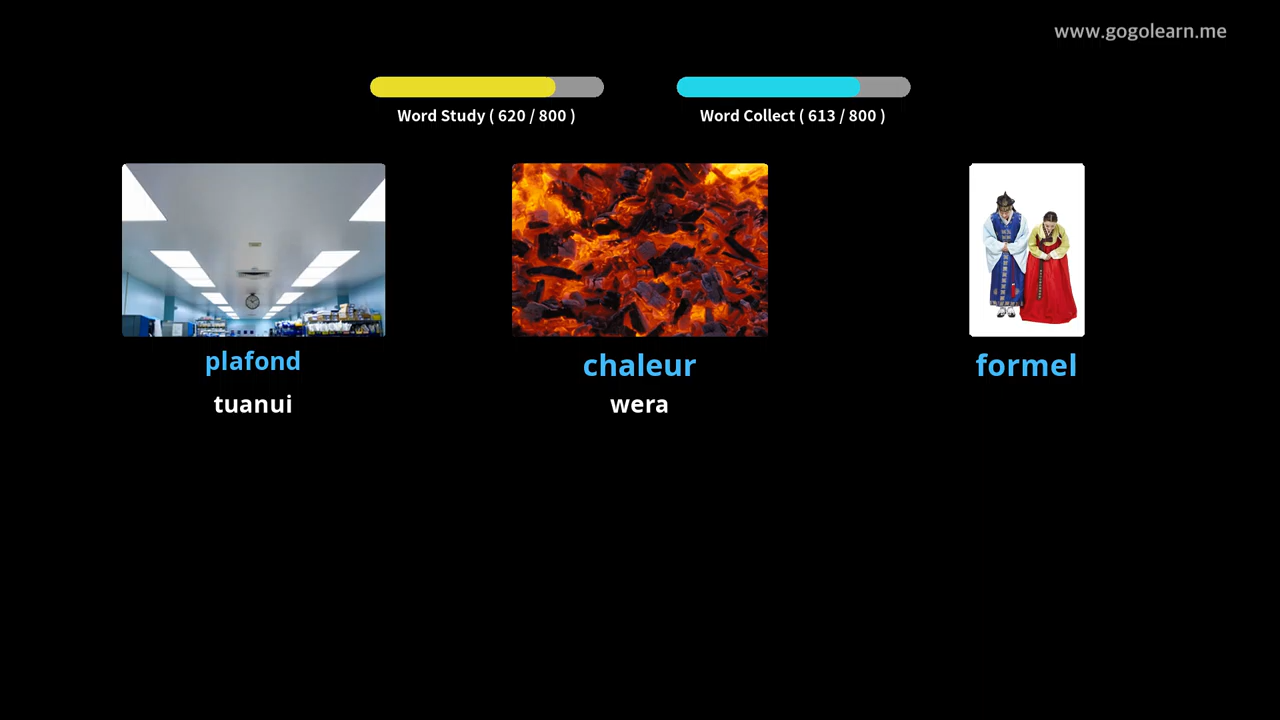 www.gogolearn.me
Word Study ( 620 / 800 )
Word Collect ( 613 / 800 )
plafond
chaleur
formel
tuanui
wera